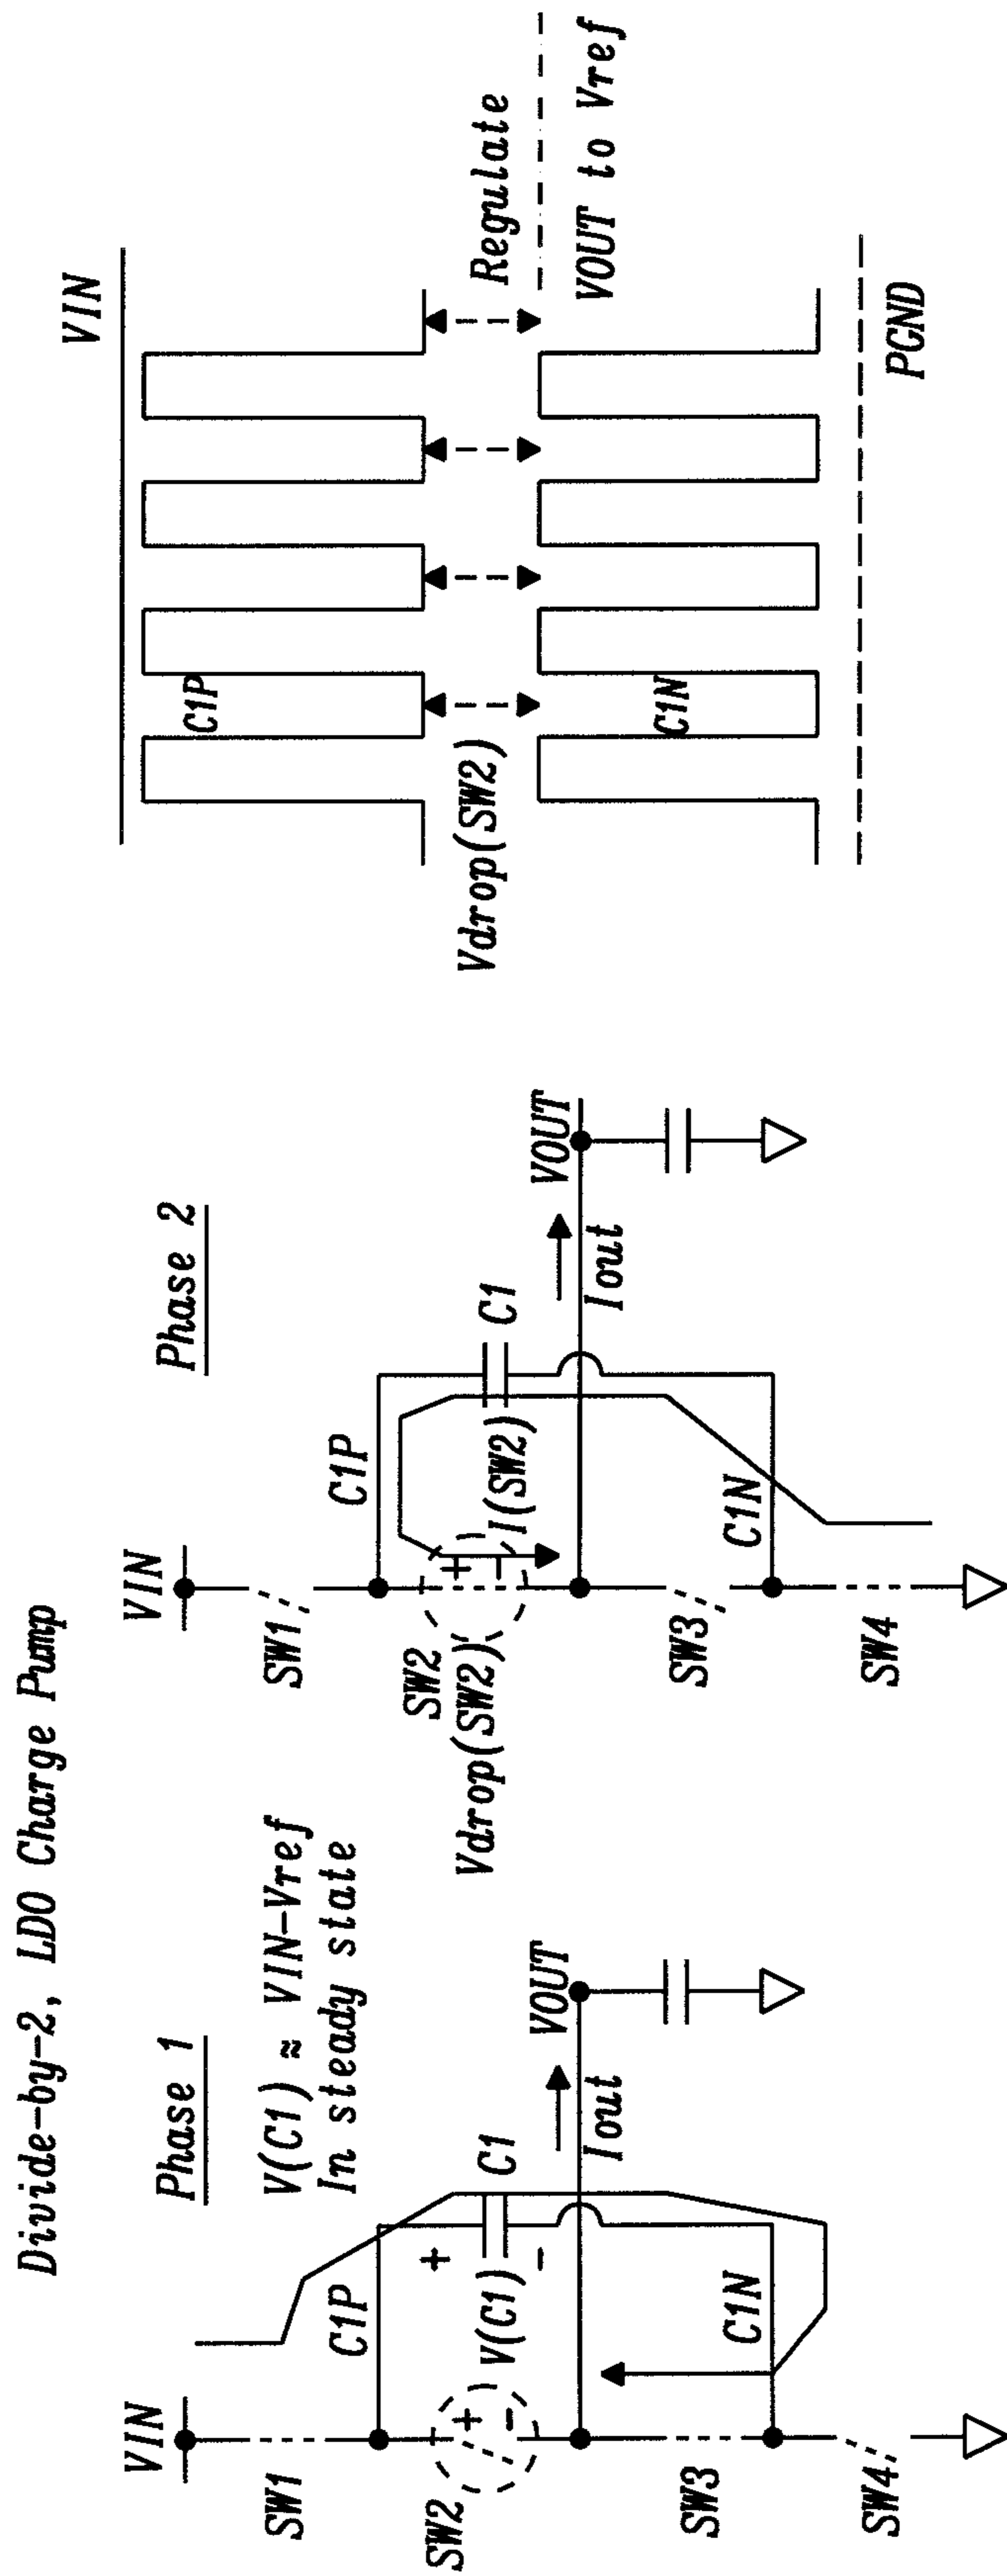 Divide-by-2, LDO Charge Pump
Phase 1
V(C1) ≈ VIN-Vref
In steady state
VIN
SW1
C1P
SW2
+
-
V(C1)
+
-
C1
VOUT
Iout
SW3
C1N
SW4
Phase 2
VIN
SW1
C1P
SW2
Vdrop(SW2)
+
-
I(SW2)
C1
VOUT
Iout
SW3
C1N
SW4
VIN
C1P
Vdrop(SW2)
Regulate
VOUT to Vref
C1N
PGND